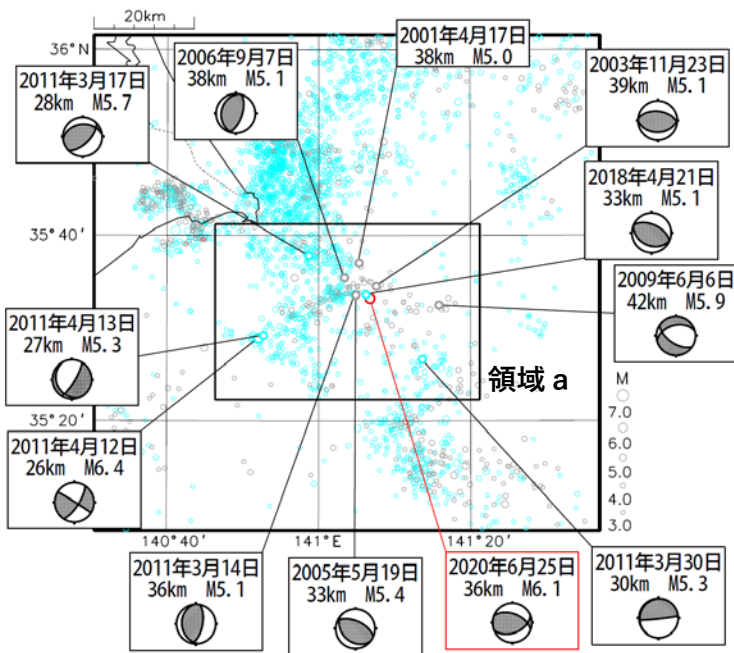 20km
36°N
2011年3月17日
28km M5.7
2006年9月7日
38km M5.1
2001年4月17日
38km M5.0
2003年11月23日
39km M5.1
2018年4月21日
33km M5.1
35°40′
2009年6月6日
42km M5.9
2011年4月13日
27km M5.3
領域 a
M
7.0
6.0
5.0
4.0
3.0
35°20′
2011年4月12日
26km M6.4
140°40′
141°E
141°20′
2011年3月14日
36km M5.1
2005年5月19日
33km M5.4
2020年6月25日
36km M6.1
2011年3月30日
30km M5.3